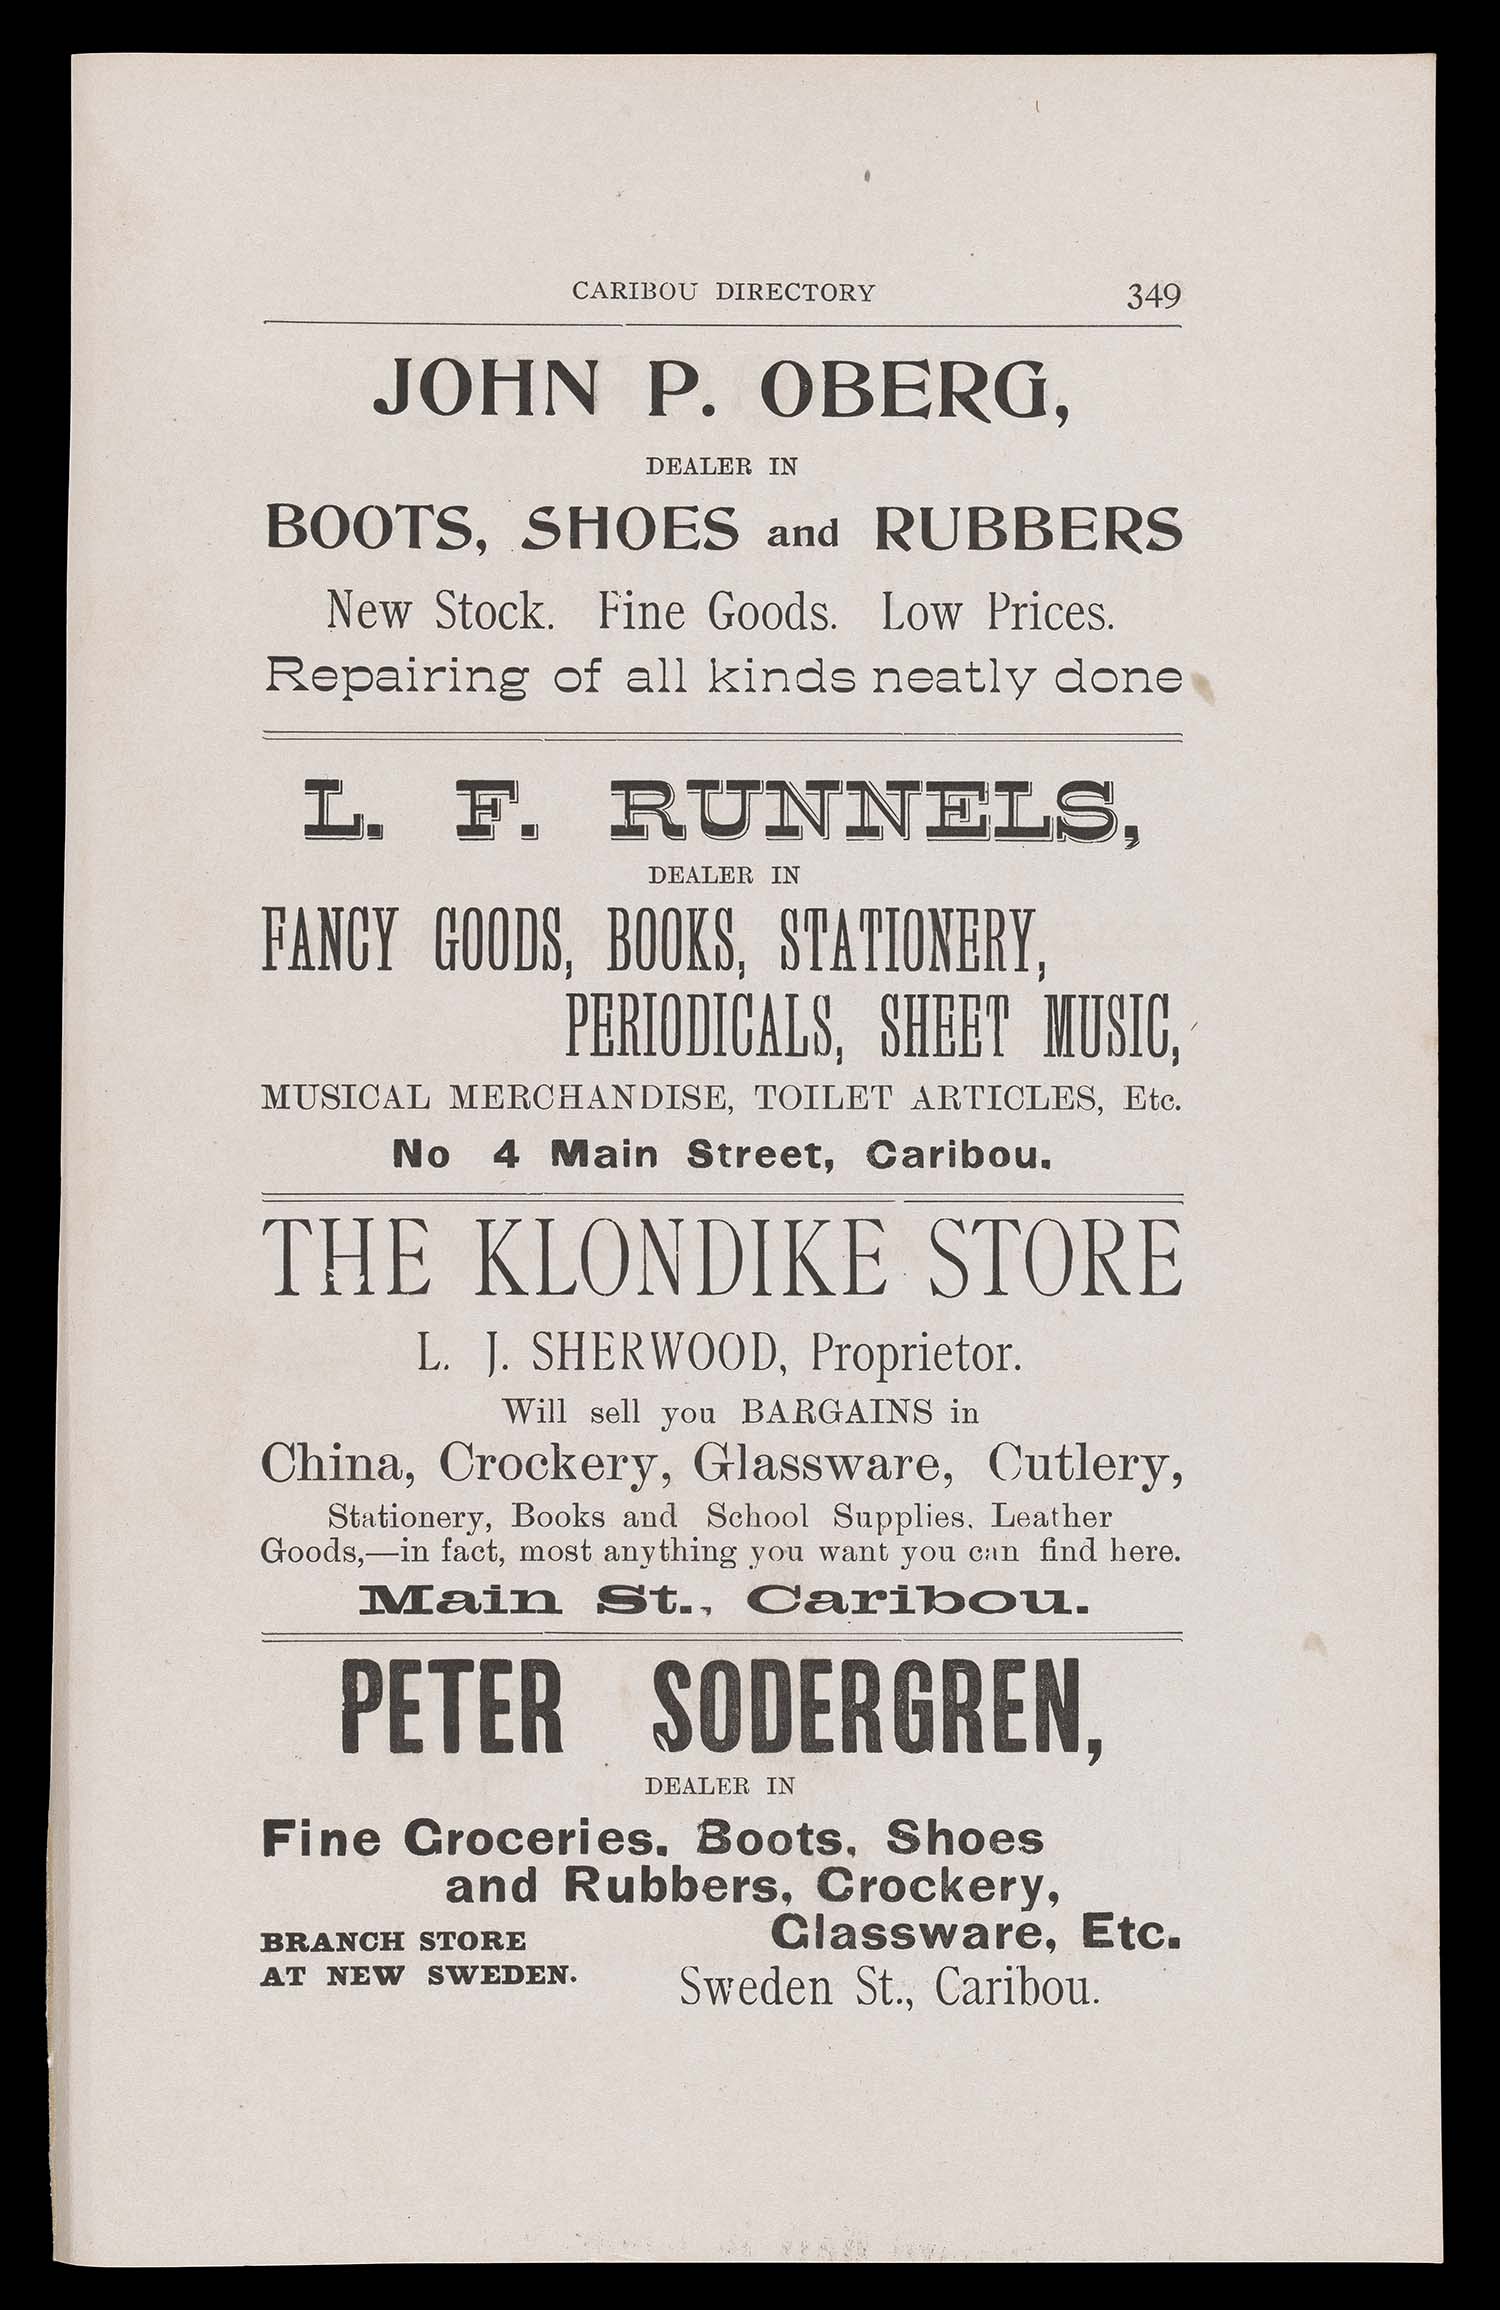 CARIBOU DIRECTORY 349
JOHN P. OBERG,
DEALER IN
BOOTS, SHOES and RUBBERS
New Stock. Fine Goods. Low Prices.
Repairing of all kinds neatly done
L. F. RUNNELS,
DEALER IN
FANCY GOODS, BOOKS, STATIONERY,
PERIODICALS, SHEET MUSIC,
MUSICAL MERCHANDISE, TOILET ARTICLES, Etc.
No 4 Main Street, Caribou.
THE KLONDIKE STORE
L. J. SHERWOOD, Proprietor.
Will sell you BARGAINS in
China, Crockery, Glassware, Cutlery,
Stationery, Books and School Supplies. Leather
Goods,—in fact, most anything you want you can find here.
Main St., Caribou.
PETER SODERGREN,
DEALER IN
Fine Groceries. Boots, Shoes
and Rubbers, Crockery,
Glassware, Etc.
BRANCH STORE
AT NEW SWEDEN.
Sweden St., Caribou.